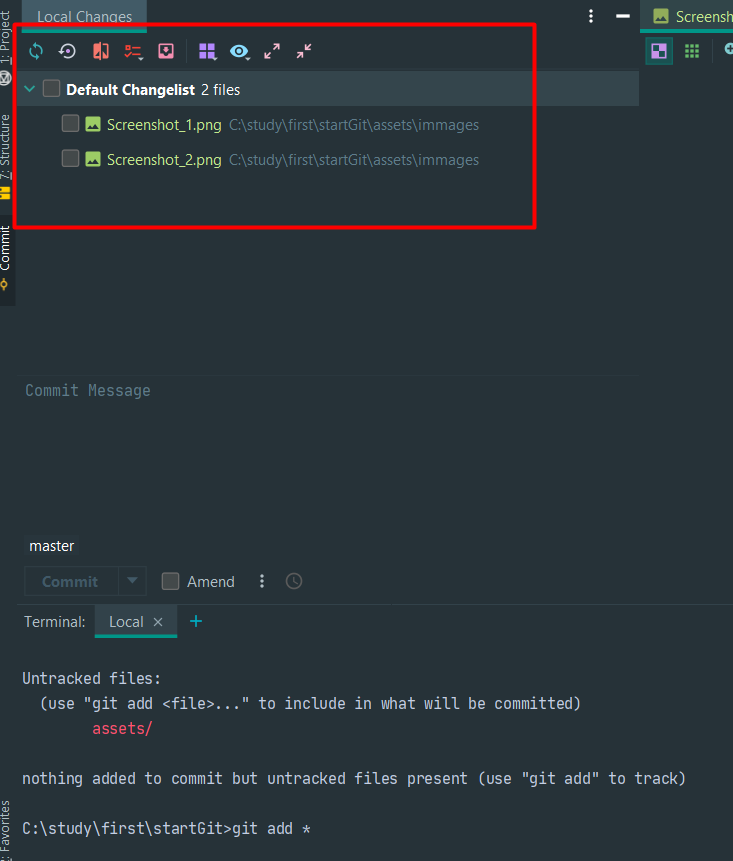 Local Changes
Screensh
1: Project
Default Changelist 2 files
Screenshot_1.png C:\study\first\startGit\assets\immages
Screenshot_2.png C:\study\first\startGit\assets\immages
7: Structure
Commit
Commit Message
master
Commit
Amend
Terminal: Local
Untracked files:
(use "git add <file>..." to include in what will be committed)
assets/
nothing added to commit but untracked files present (use "git add" to track)
C:\study\first\startGit>git add *
2: Favorites